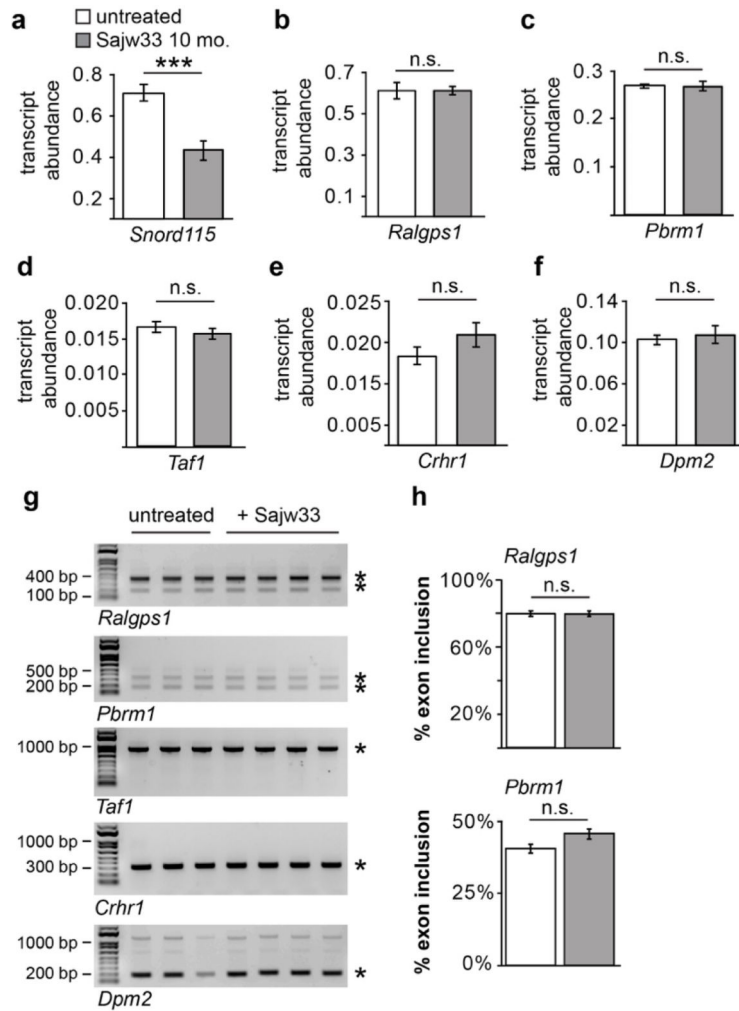 a
untreated
Sajw33 10 mo.
***
transcript
abundance
0.8
0.6
0.4
0.2
Snord115
b
n.s.
transcript
abundance
0.7
0.5
0.3
0.1
Ralgps1
c
n.s.
transcript
abundance
0.3
0.2
0.1
Pbrm1
d
n.s.
transcript
abundance
0.020
0.015
0.010
0.005
Taf1
e
n.s.
transcript
abundance
0.025
0.020
0.015
0.005
Crhr1
f
n.s.
transcript
abundance
0.14
0.10
0.06
0.02
Dpm2
g
untreated
+ Sajw33
400 bp
100 bp
*
*
Ralgps1
500 bp
200 bp
*
*
Pbrm1
1000 bp
*
Taf1
1000 bp
300 bp
*
Crhr1
1000 bp
200 bp
*
Dpm2
h
Ralgps1
n.s.
% exon inclusion
100%
60%
20%
Pbrm1
n.s.
% exon inclusion
50%
25%
0%